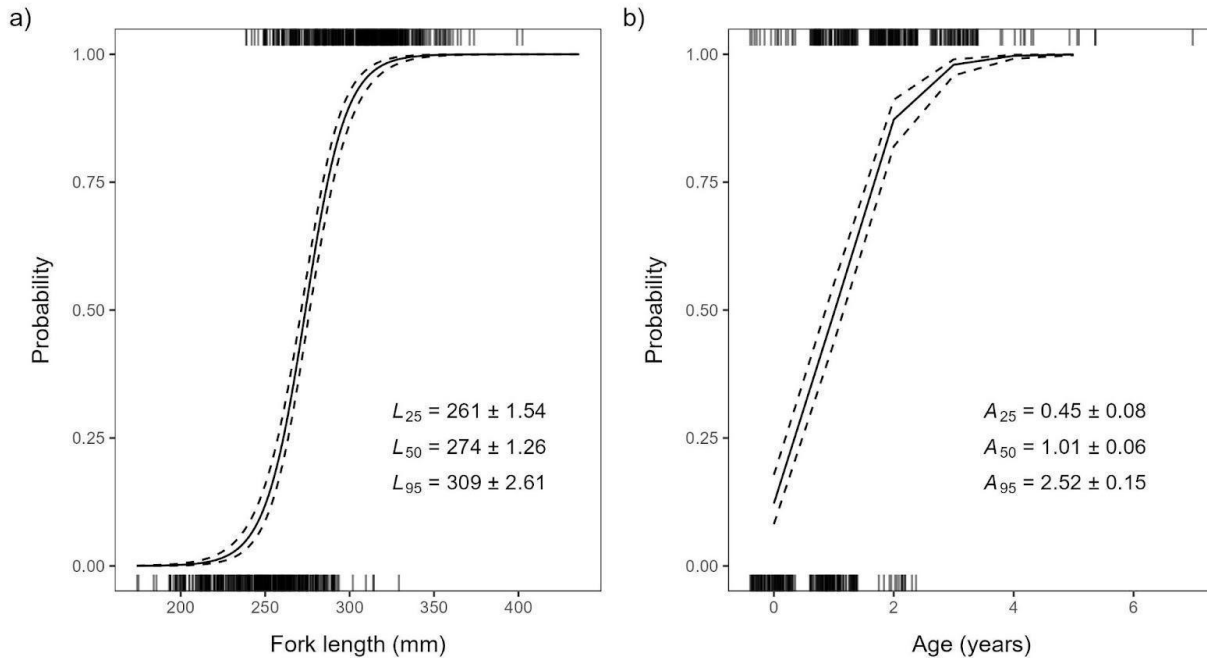 a)
1.00
0.75
0.50
0.25
0.00
Probability
L25 = 261 ± 1.54
L50 = 274 ± 1.26
L95 = 309 ± 2.61
200 250 300 350 400
Fork length (mm)
b)
1.00
0.75
0.50
0.25
0.00
Probability
A25 = 0.45 ± 0.08
A50 = 1.01 ± 0.06
A95 = 2.52 ± 0.15
0 2 4 6
Age (years)